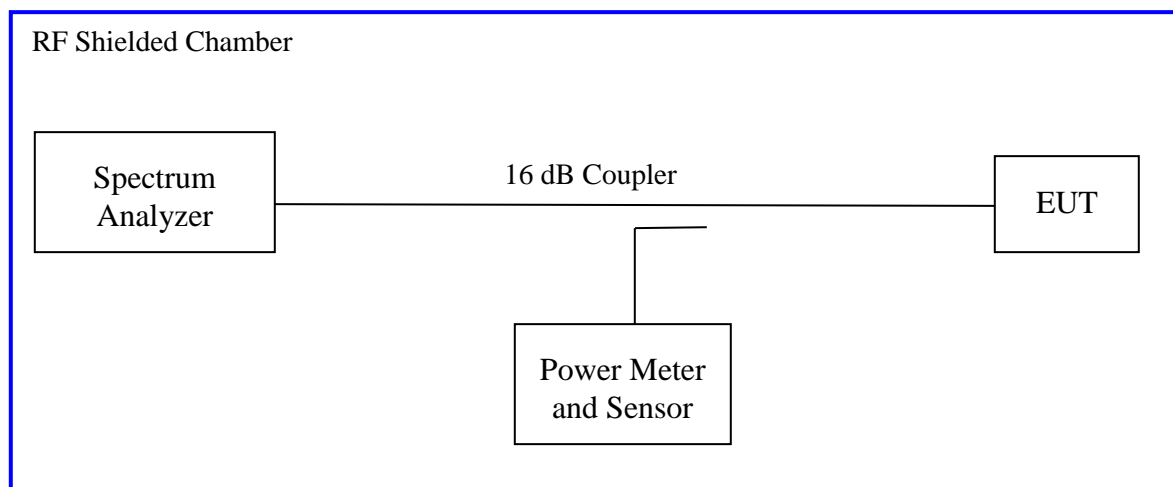 RF Shielded Chamber
Spectrum
Analyzer
16 dB Coupler
EUT
Power Meter
and Sensor